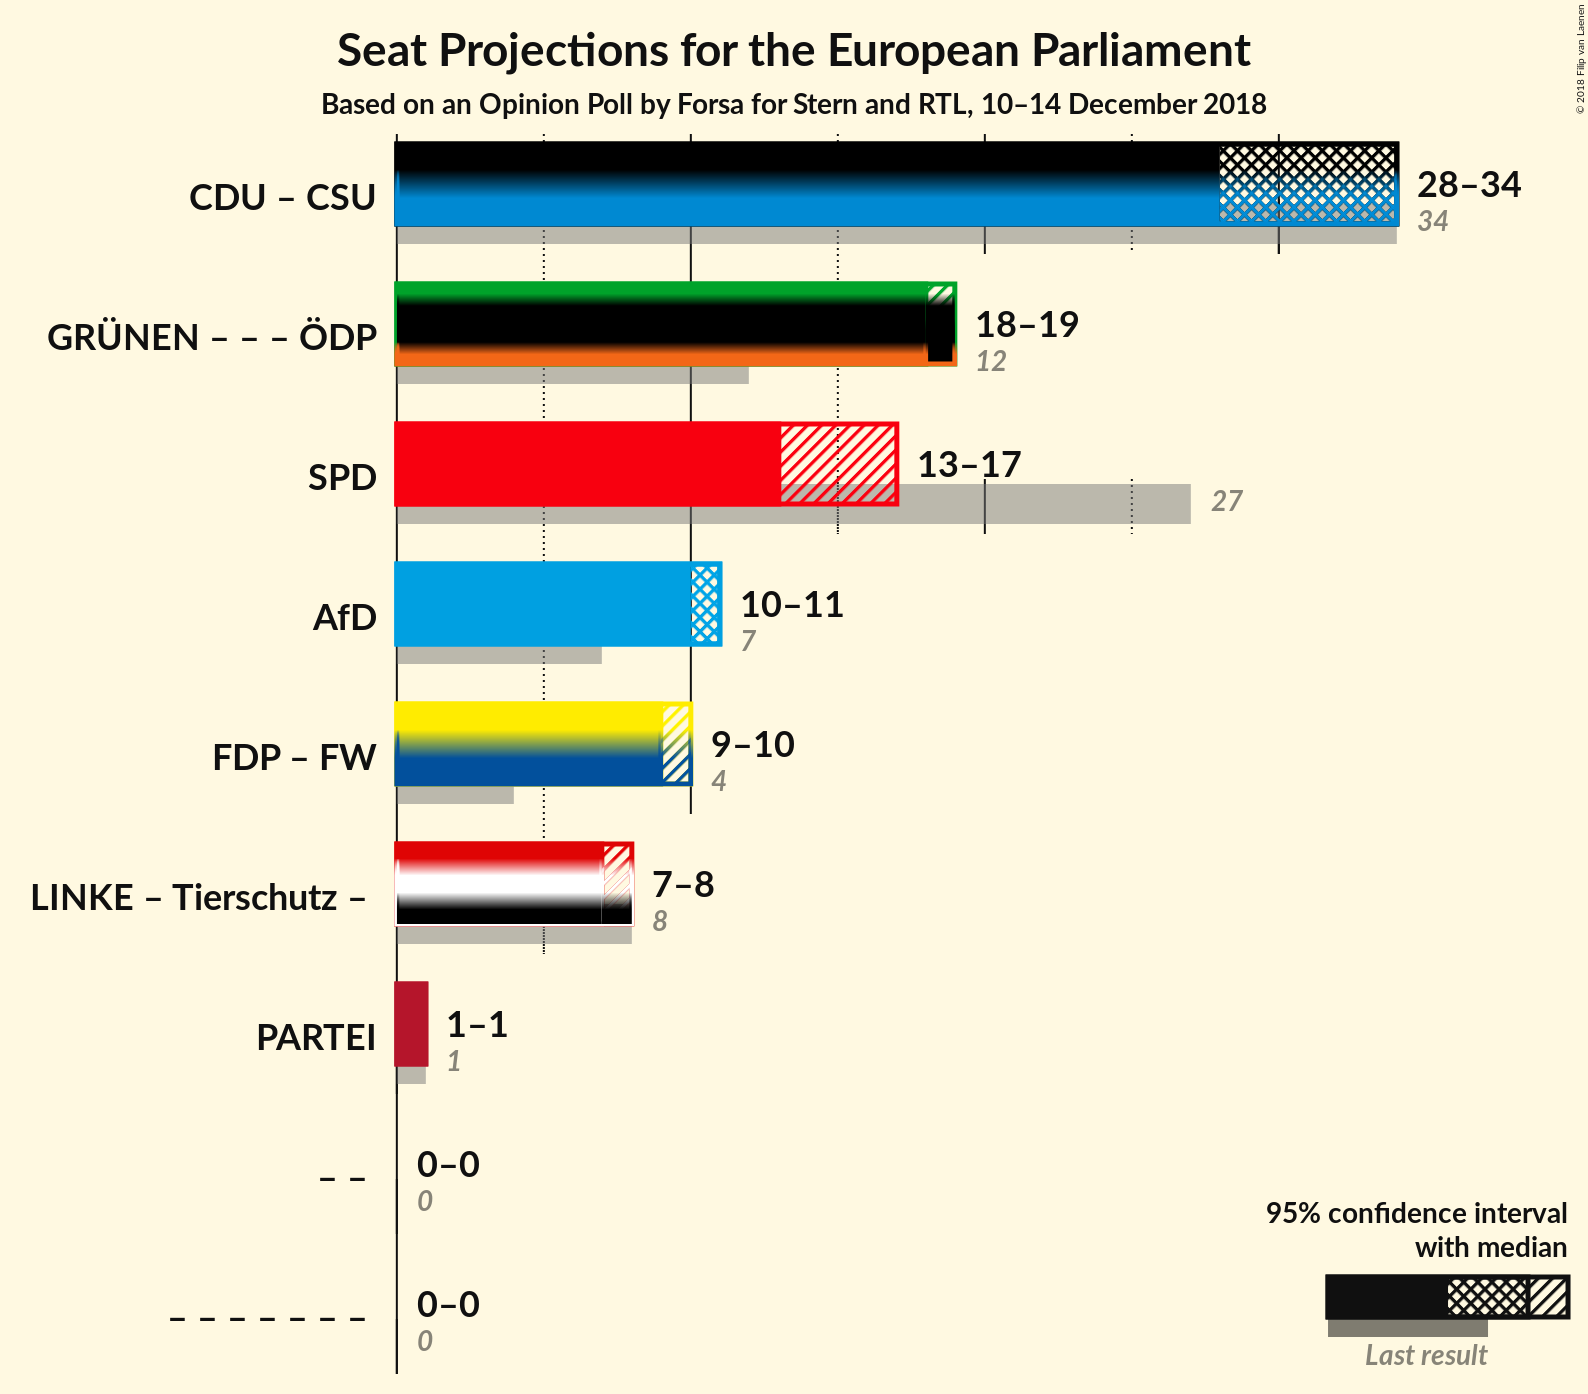 Seat Projections for the European Parliament
Based on an Opinion Poll by Forsa for Stern and RTL, 10–14 December 2018
© 2018 Filip van Laenen
CDU – CSU
28–34
34
GRÜNEN – – – ÖDP
18–19
12
SPD
13–17
27
AfD
10–11
7
FDP – FW
9–10
4
LINKE – Tierschutz –
7–8
8
PARTEI
1–1
1
– –
0–0
0
– – – – – – –
0–0
0
95% confidence interval
with median
Last result